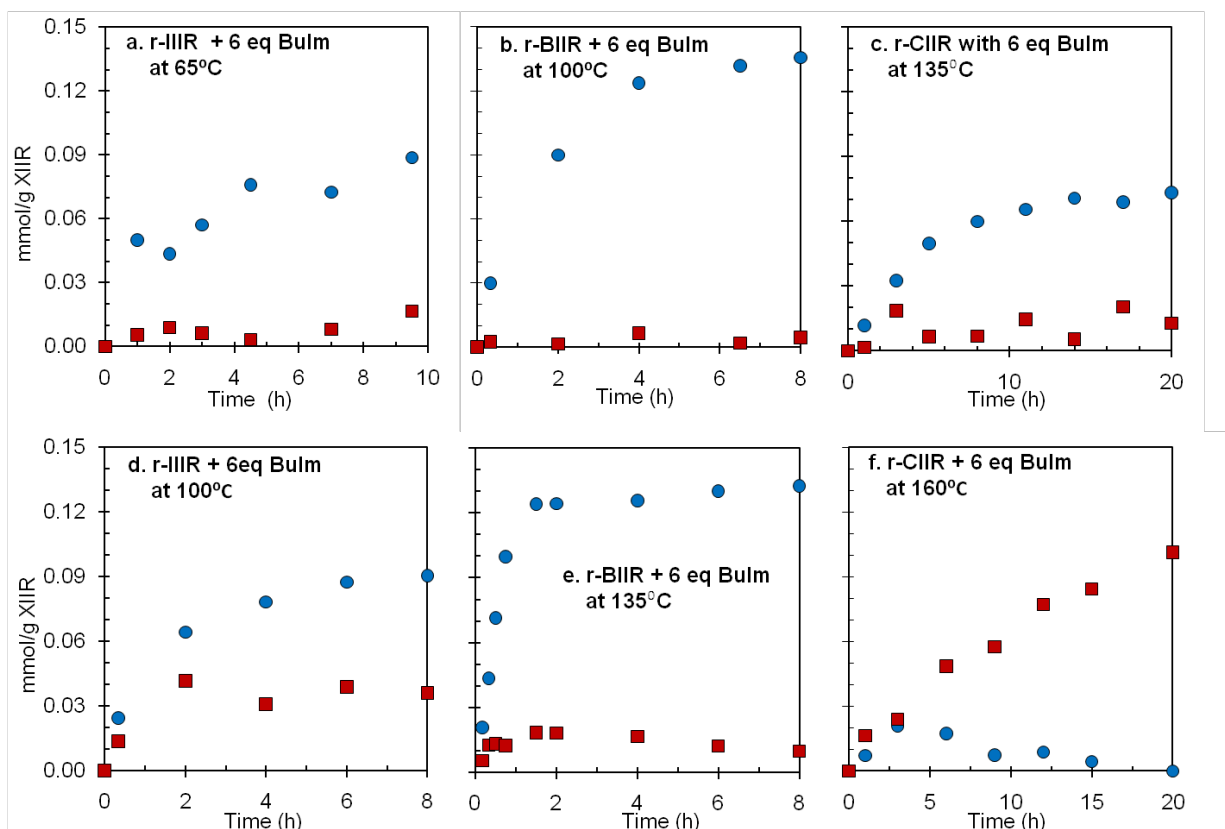 0.15
0.12
0.09
0.06
0.03
0.00
mmol/g XIIR
a. r-IIIR + 6 eq BuIm
at 65ºC
0 2 4 6 8 10
Time (h)
b. r-BIIR + 6 eq BuIm
at 100ºC
0 2 4 6 8
Time (h)
c. r-CIIR with 6 eq BuIm
at 135⁰C
0 10 20
Time (h)
0.15
0.12
0.09
0.06
0.03
0.00
mmol/g XIIR
d. r-IIIR + 6eq BuIm
at 100ºC
0 2 4 6 8
Time (h)
e. r-BIIR + 6 eq BuIm
at 135⁰C
0 2 4 6 8
Time (h)
f. r-CIIR + 6 eq BuIm
at 160ºC
0 5 10 15 20
Time (h)